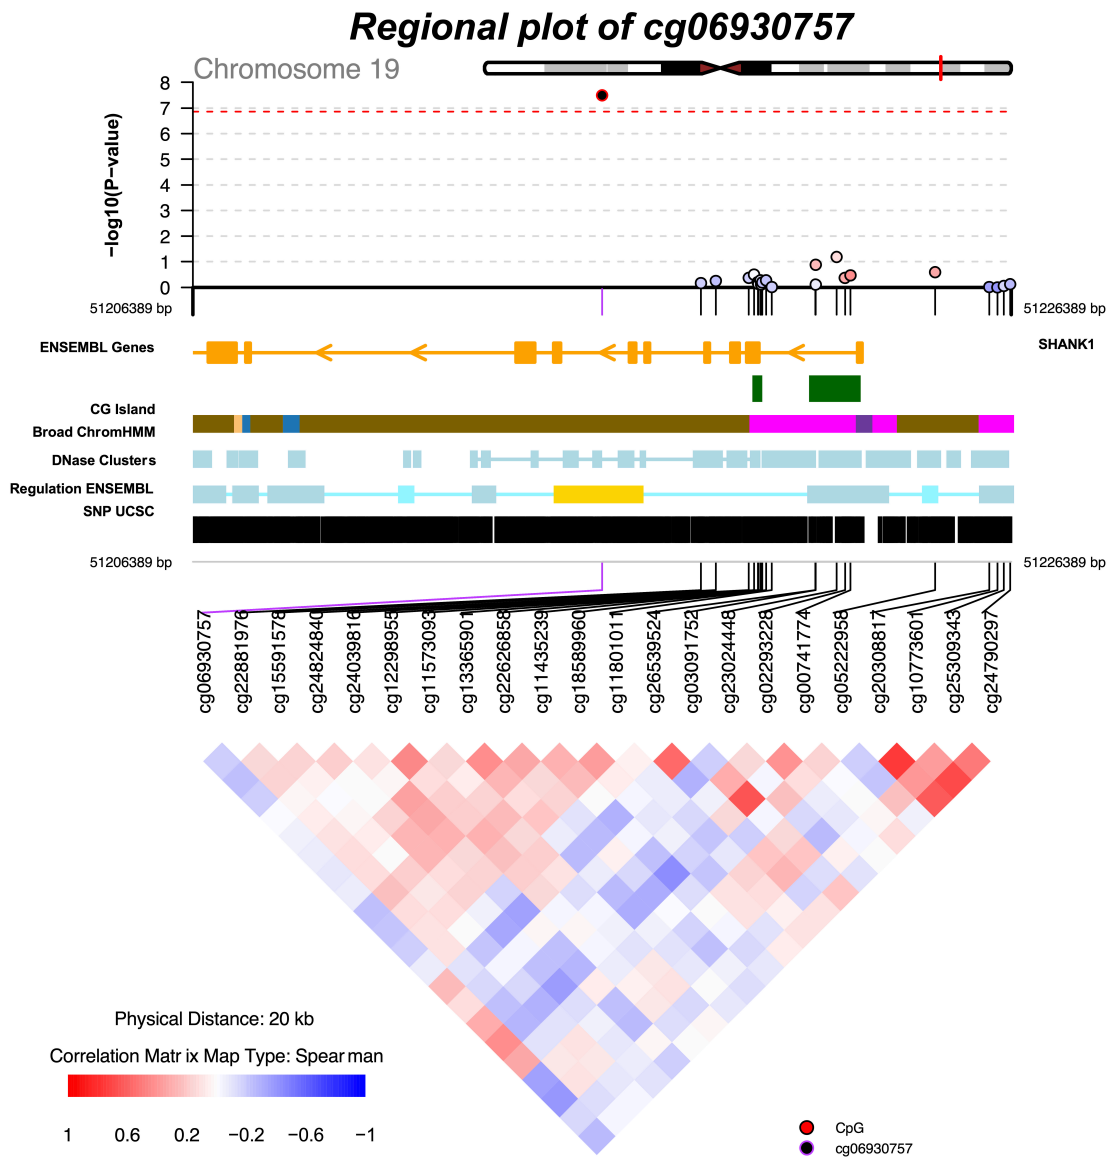 Regional plot of cg06930757
Chromosome 19
8
7
6
5
4
3
2
1
0
−log10(P−value)
51206389 bp
51226389 bp
ENSEMBL Genes
SHANK1
CG Island
Broad ChromHMM
DNase Clusters
Regulation ENSEMBL
SNP UCSC
51206389 bp
51226389 bp
cg06930757
cg22881976
cg15591578
cg24824840
cg24039816
cg12298995
cg11573093
cg13365901
cg22626858
cg11435239
cg18589960
cg11801011
cg26539524
cg03091752
cg23024448
cg02293228
cg00741774
cg05222958
cg20308817
cg10773601
cg25309343
cg24790297
Physical Distance: 20 kb
Correlation Matr ix Map Type: Spear man
1 0.6 0.2 −0.2 −0.6 −1
CpG
cg06930757